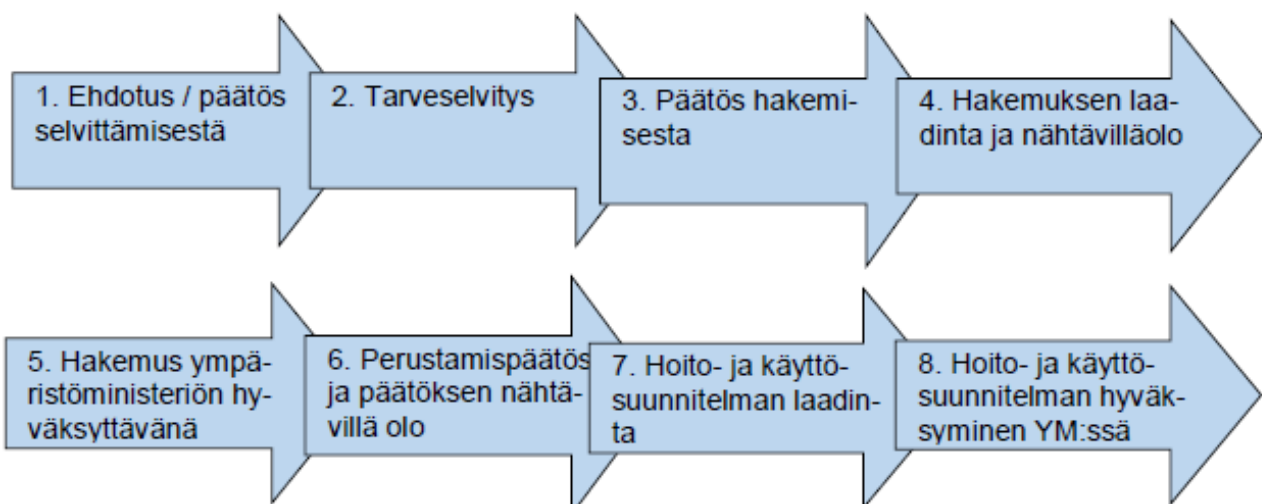 1. Ehdotus / päätös
selvittämisestä
2. Tarveselvitys
3. Päätös hakemi-
sesta
4. Hakemuksen laa-
dinta ja nähtävilläolo
5. Hakemus ympä-
ristöministeriön hy-
väksyttävänä
6. Perustamispäätös
ja päätöksen nähtä-
villä olo
7. Hoito- ja käyttö-
suunnitelman laadin-
ta
8. Hoito- ja käyttö-
suunnitelman hyväk-
syminen YM:ssä